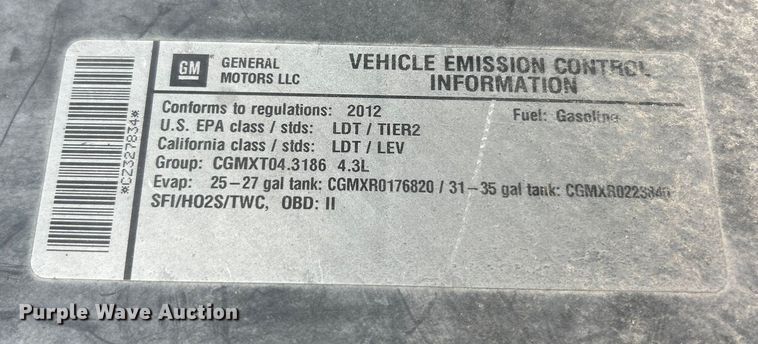 GM
GENERAL
MOTORS LLC
VEHICLE EMISSION CONTROL
INFORMATION
Conforms to regulations: 2012
Fuel: Gasoline
U.S. EPA class / stds: LDT / TIER2
California class / stds: LDT / LEV
Group: CGMXT04.3186 4.3L
Evap: 25-27 gal tank: CGMXR0176820 / 31-35 gal tank:
SFI/HO2S/TWC, OBD: II
*CZ327834*
Purple Wave Auction